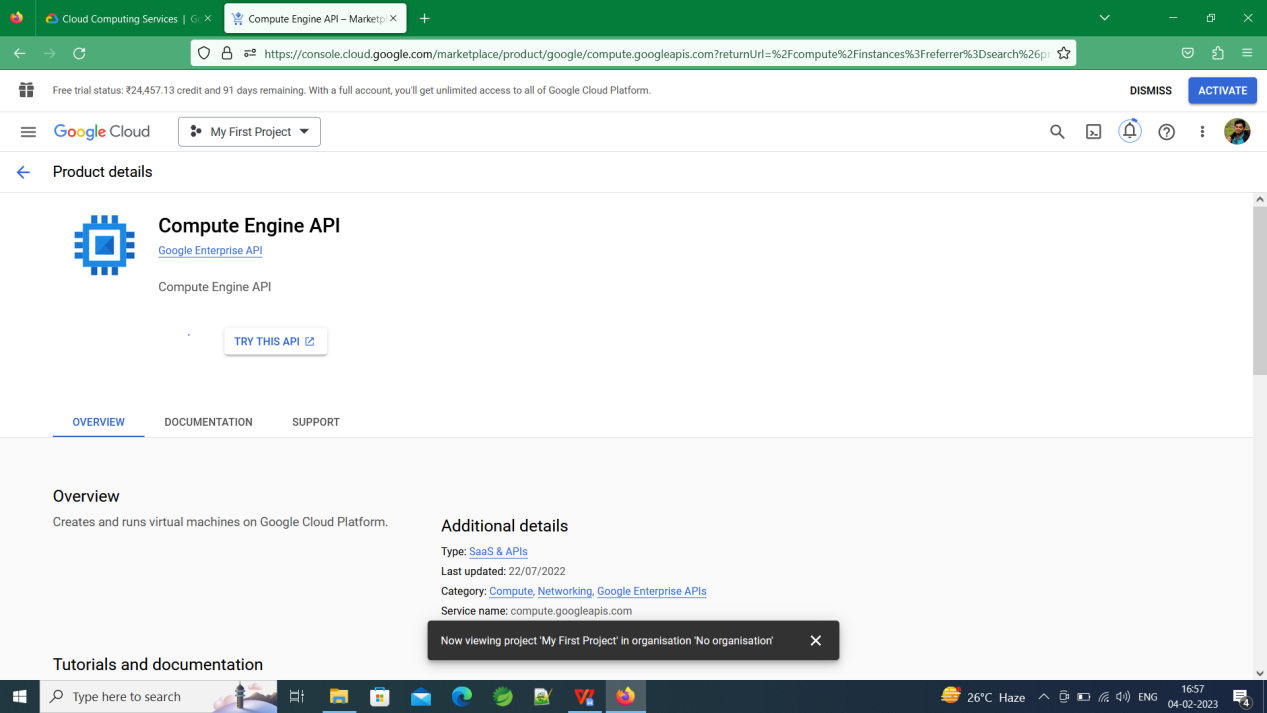 Cloud Computing Services | G
Compute Engine API – Marketpl
https://console.cloud.google.com/marketplace/product/google/compute.googleapis.com?returnUrl=%2Fcompute%2Finstances%3Freferrer%3Dsearch%26p
Free trial status: ₹24,457.13 credit and 91 days remaining. With a full account, you'll get unlimited access to all of Google Cloud Platform.
DISMISS
ACTIVATE
Google Cloud
My First Project
Product details
Compute Engine API
Google Enterprise API
Compute Engine API
TRY THIS API
OVERVIEW
DOCUMENTATION
SUPPORT
Overview
Creates and runs virtual machines on Google Cloud Platform.
Additional details
Type: SaaS & APIs
Last updated: 22/07/2022
Category: Compute, Networking, Google Enterprise APIs
Service name: compute.googleapis.com
Now viewing project 'My First Project' in organisation 'No organisation'
Tutorials and documentation
Type here to search
26°C Haze
ENG
16:57
04-02-2023
4